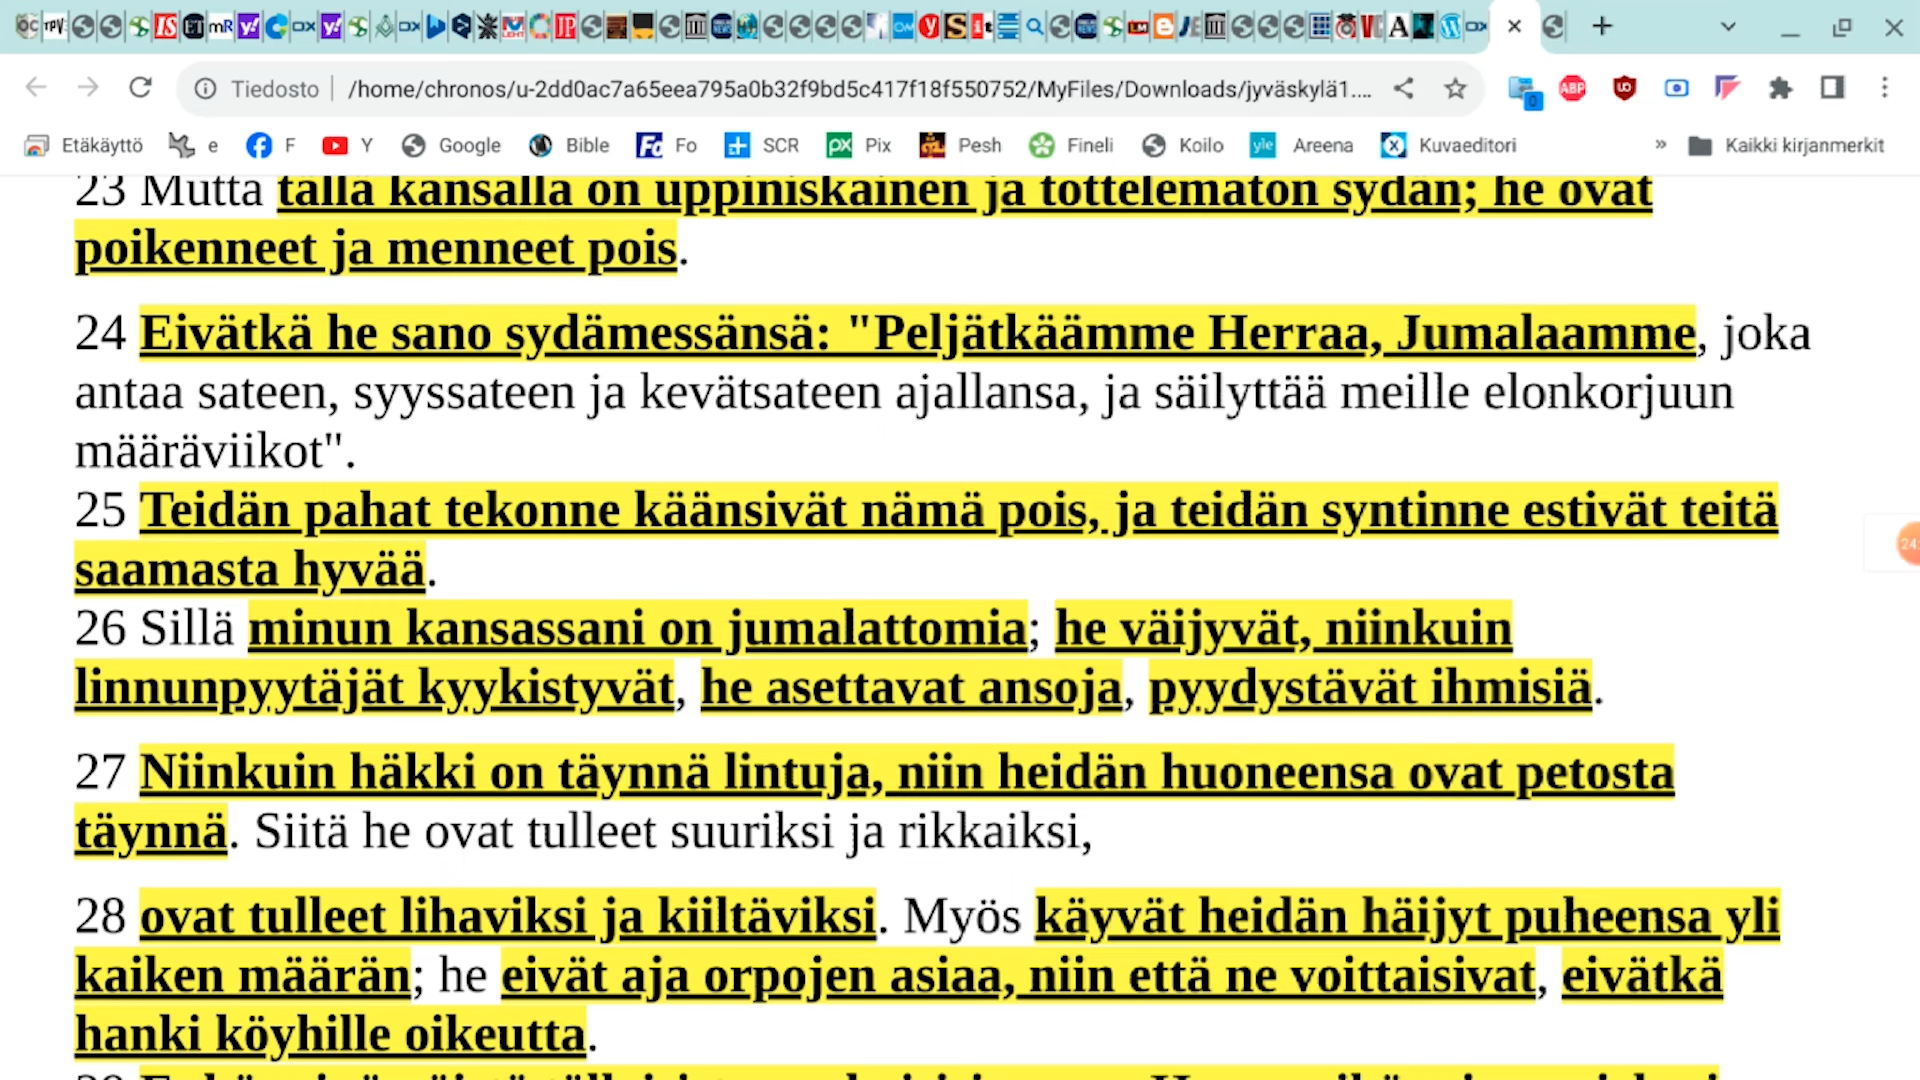 Tiedosto /home/chronos/u-2dd0ac7a65eea795a0b32f9bd5c417f18f550752/MyFiles/Downloads/jyväskylä1....
Etäkäyttö e F Y Google Bible Fo SCR Pix Pesh Fineli Koilo Areena Kuvaeditori » Kaikki kirjanmerkit
23 Mutta tällä kansalla on uppiniskainen ja tottelematon sydän; he ovat
poikenneet ja menneet pois.
24 Eivätkä he sano sydämessänsä: "Peljätkäämme Herraa, Jumalaamme, joka
antaa sateen, syyssateen ja kevätsateen ajallansa, ja säilyttää meille elonkorjuun
määräviikot".
25 Teidän pahat tekonne käänsivät nämä pois, ja teidän syntinne estivät teitä
saamasta hyvää.
26 Sillä minun kansassani on jumalattomia; he väijyvät, niinkuin
linnunpyytäjät kyykistyvät, he asettavat ansoja, pyydystävät ihmisiä.
27 Niinkuin häkki on täynnä lintuja, niin heidän huoneensa ovat petosta
täynnä. Siitä he ovat tulleet suuriksi ja rikkaiksi,
28 ovat tulleet lihaviksi ja kiiltäviksi. Myös käyvät heidän häijyt puheensa yli
kaiken määrän; he eivät aja orpojen asiaa, niin että ne voittaisivat, eivätkä
hanki köyhille oikeutta.